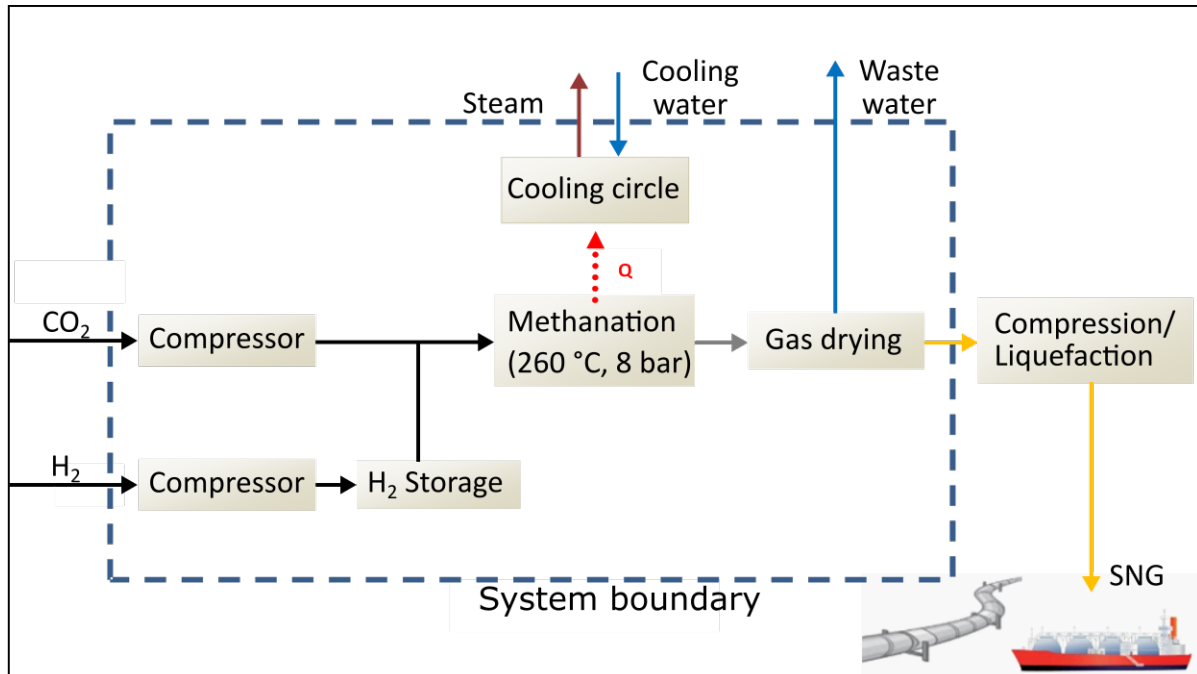 Steam
Cooling
water
Waste
water
Cooling circle
Q
CO₂
Compressor
Methanation
(260 °C, 8 bar)
Gas drying
Compression/
Liquefaction
H₂
Compressor
H₂ Storage
SNG
System boundary